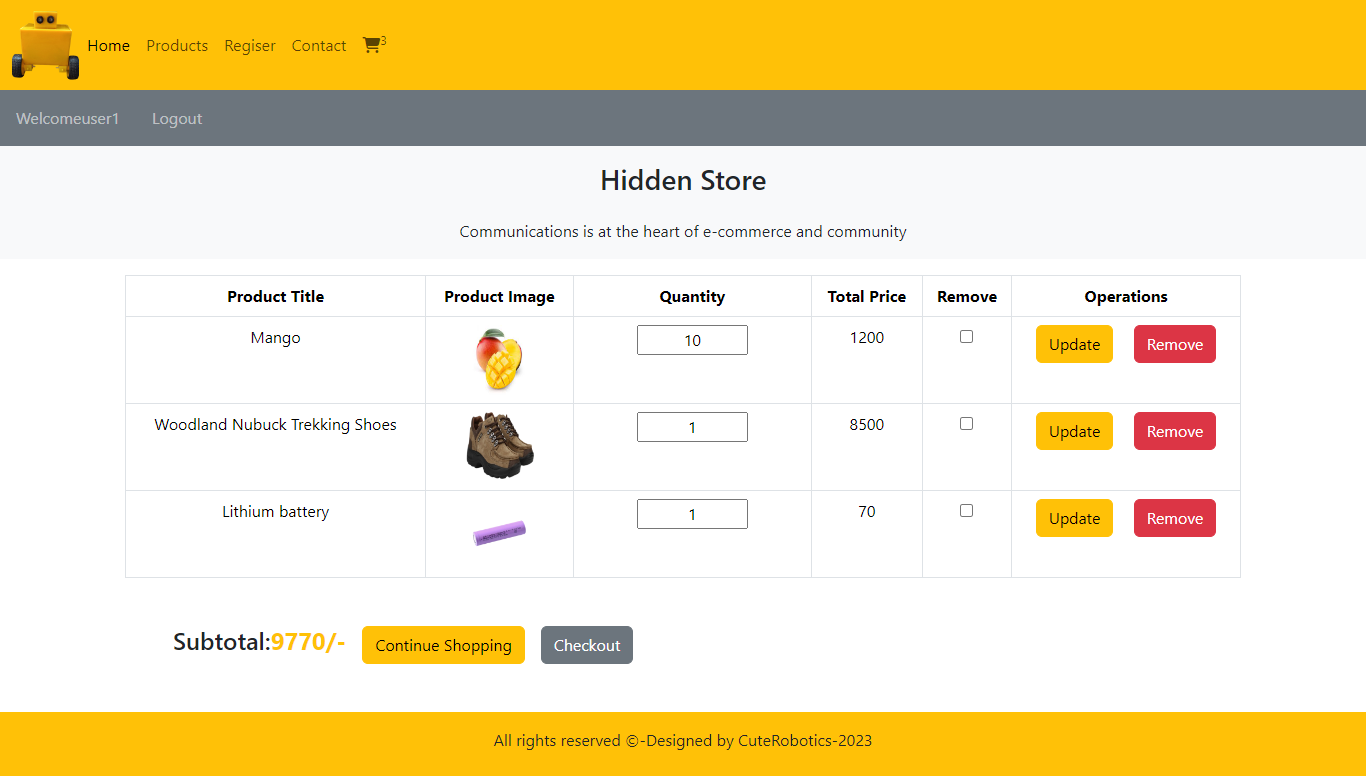 Home Products Regiser Contact 3
Welcomeuser1 Logout
Hidden Store
Communications is at the heart of e-commerce and community
Product Title Product Image Quantity Total Price Remove Operations
Mango 10 1200 Update Remove
Woodland Nubuck Trekking Shoes 1 8500 Update Remove
Lithium battery 1 70 Update Remove
Subtotal:9770/- Continue Shopping Checkout
All rights reserved ©-Designed by CuteRobotics-2023